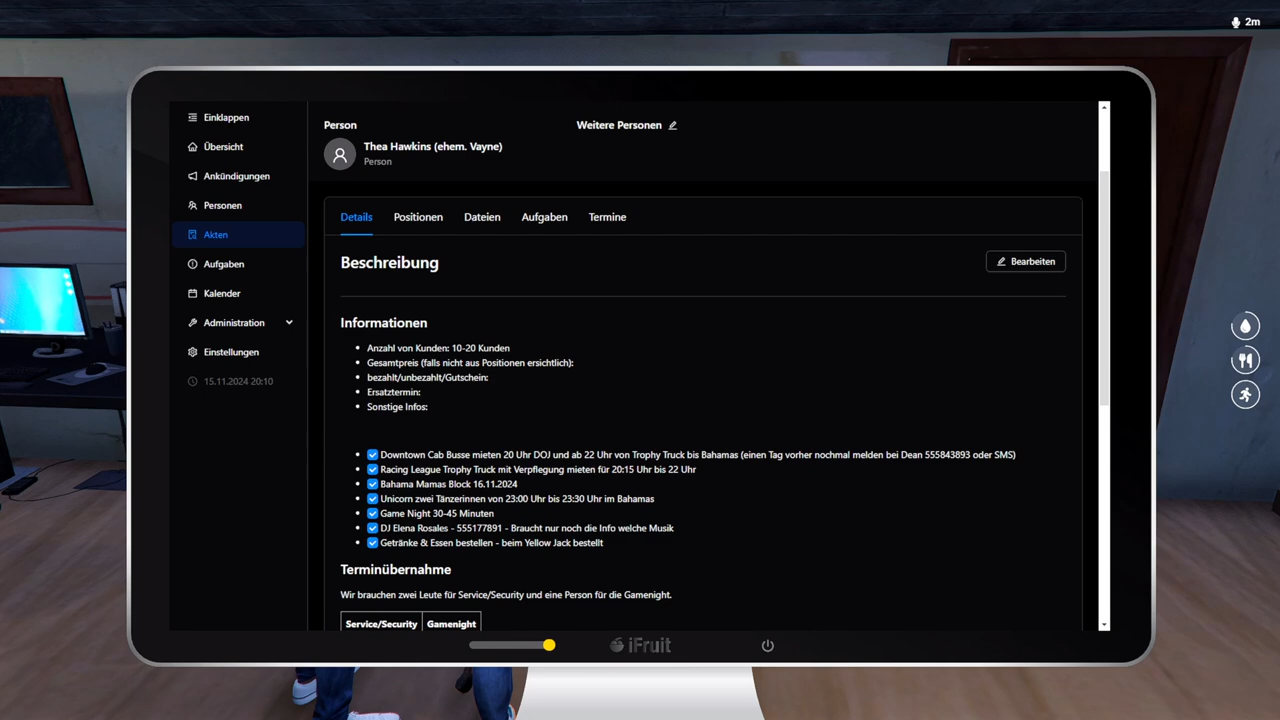 2m
Einklappen
Übersicht
Ankündigungen
Personen
Akten
Aufgaben
Kalender
Administration
Einstellungen
15.11.2024 20:10
Person
Weitere Personen
Thea Hawkins (ehem. Vayne)
Person
Details Positionen Dateien Aufgaben Termine
Beschreibung
Bearbeiten
Informationen
Anzahl von Kunden: 10-20 Kunden
Gesamtpreis (falls nicht aus Positionen ersichtlich):
bezahlt/unbezahlt/Gutschein:
Ersatztermin:
Sonstige Infos:
Downtown Cab Busse mieten 20 Uhr DOJ und ab 22 Uhr von Trophy Truck bis Bahamas (einen Tag vorher nochmal melden bei Dean 555843893 oder SMS)
Racing League Trophy Truck mit Verpflegung mieten für 20:15 Uhr bis 22 Uhr
Bahama Mamas Block 16.11.2024
Unicorn zwei Tänzerinnen von 23:00 Uhr bis 23:30 Uhr im Bahamas
Game Night 30-45 Minuten
DJ Elena Rosales - 555177891 - Braucht nur noch die Info welche Musik
Getränke & Essen bestellen - beim Yellow Jack bestellt
Terminübernahme
Wir brauchen zwei Leute für Service/Security und eine Person für die Gamenight.
Service/Security Gamenight
iFruit